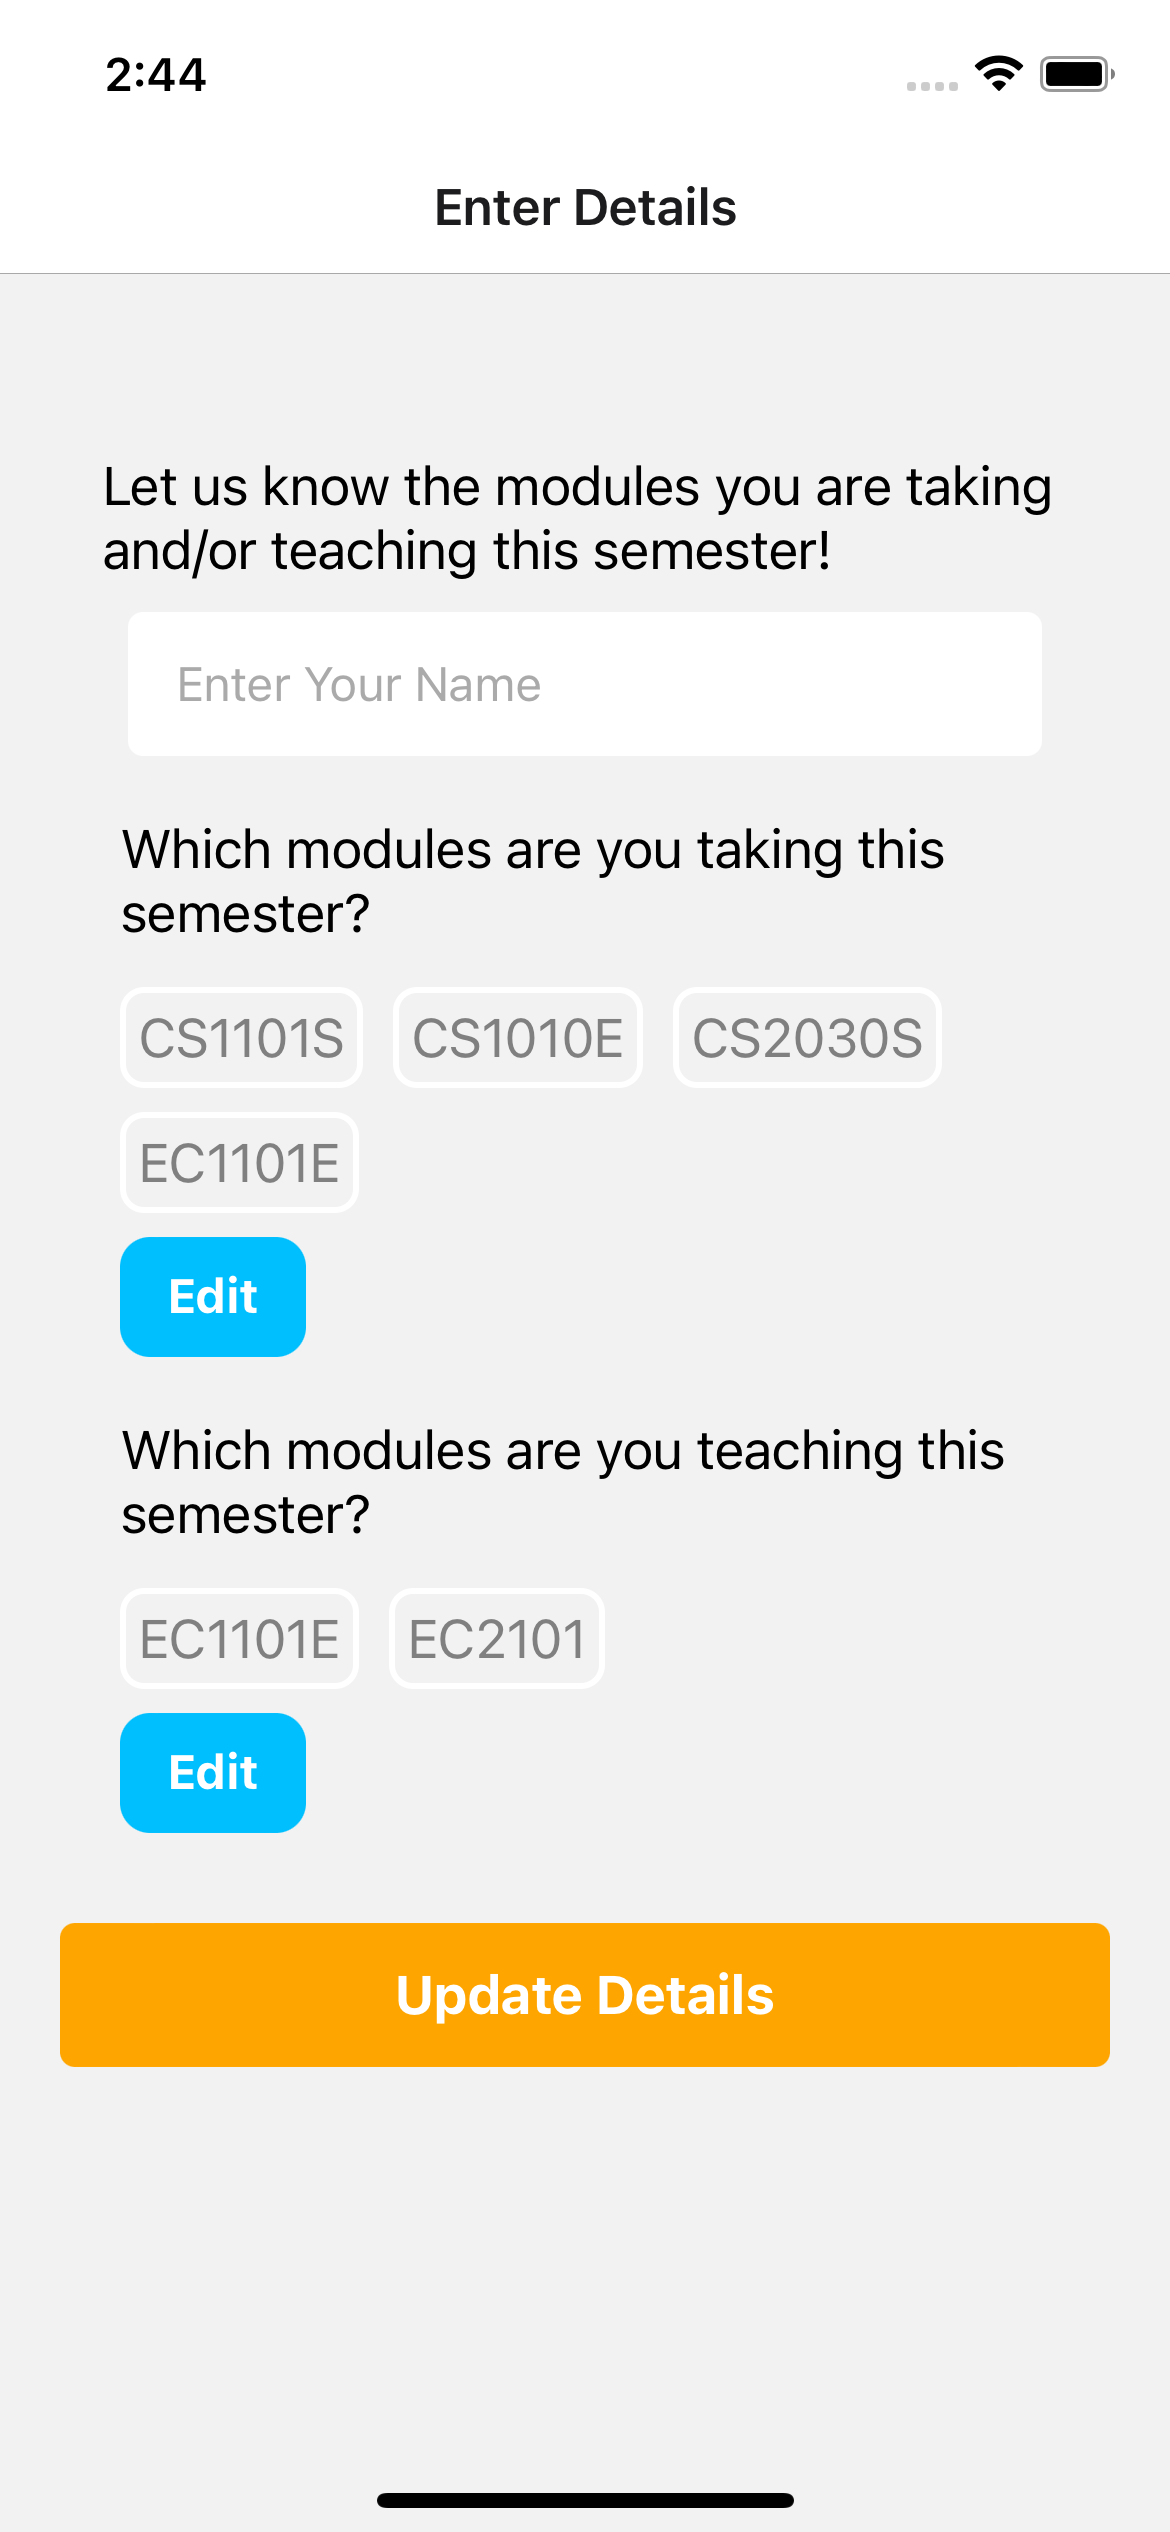 2:44
Enter Details
Let us know the modules you are taking
and/or teaching this semester!
Enter Your Name
Which modules are you taking this
semester?
CS1101S CS1010E CS2030S
EC1101E
Edit
Which modules are you teaching this
semester?
EC1101E EC2101
Edit
Update Details